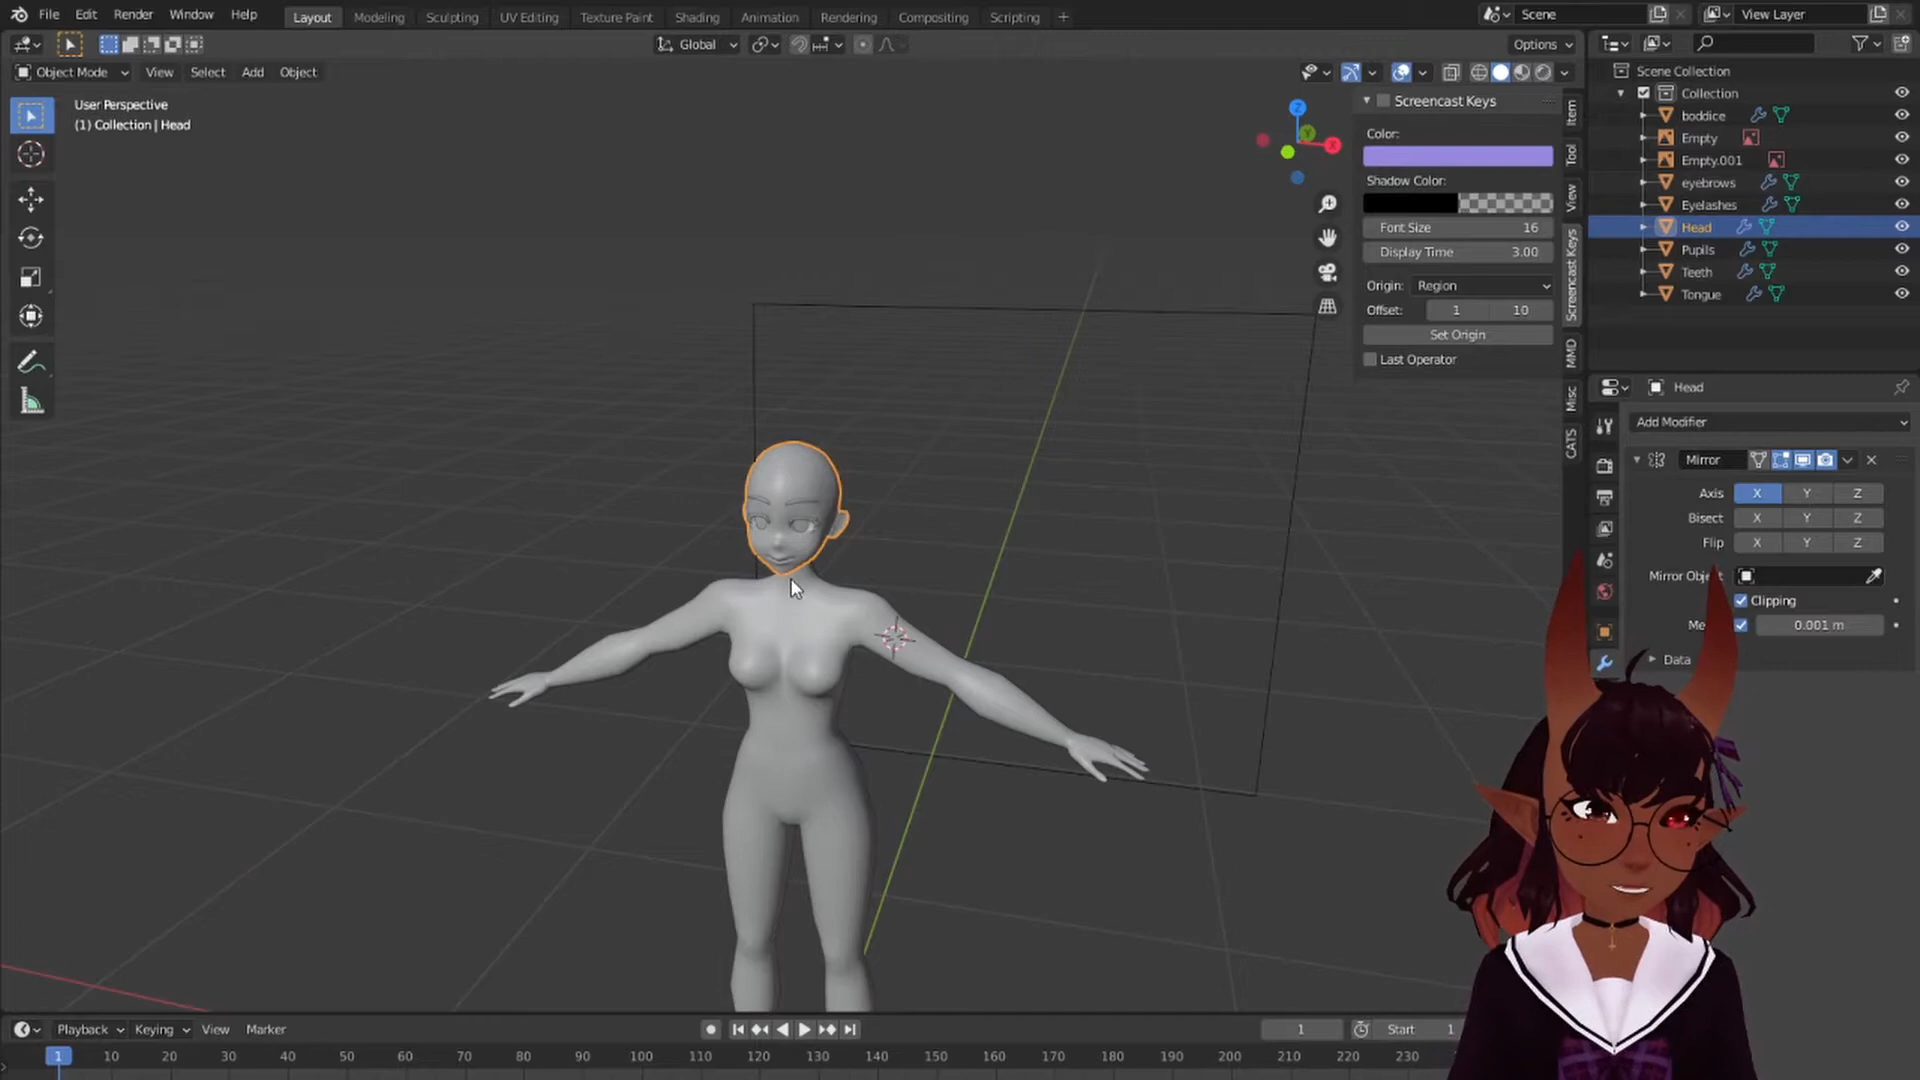 File Edit Render Window Help Layout Modeling Sculpting UV Editing Texture Paint Shading Animation Rendering Compositing Scripting + Scene View Layer
Global Options
Object Mode View Select Add Object
User Perspective
(1) Collection | Head
Z
Y
X
Screencast Keys
Color:
Shadow Color:
Font Size 16
Display Time 3.00
Origin: Region
Offset: 1 10
Set Origin
Last Operator
Item
Tool
View
Screencast Keys
MMD
Misc
CATS
Scene Collection
Collection
boddice
Empty
Empty.001
eyebrows
Eyelashes
Head
Pupils
Teeth
Tongue
Head
Add Modifier
Mirror
Axis X Y Z
Bisect X Y Z
Flip X Y Z
Mirror Obje
Clipping
Me 0.001 m
Data
Playback Keying View Marker 1 Start 1
1 10 20 30 40 50 60 70 80 90 100 110 120 130 140 150 160 170 180 190 200 210 220 230